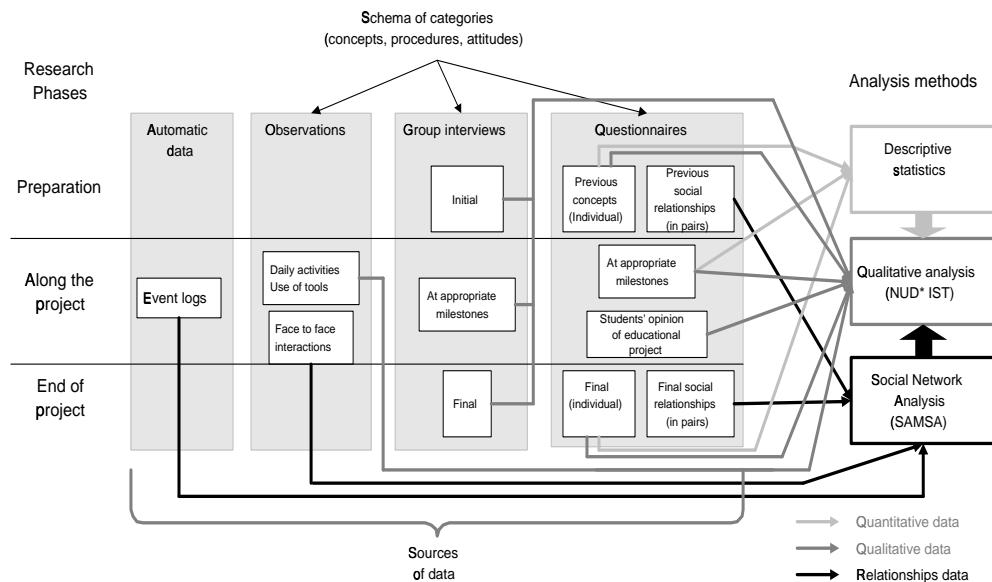 Schema of categories
(concepts, procedures, attitudes)
Research
Phases
Analysis methods
Automatic
data
Observations
Group interviews
Questionnaires
Preparation
Initial
Previous
concepts
(Individual)
Previous
social
relationships
(in pairs)
Descriptive
statistics
Along the
project
Event logs
Daily activities
Use of tools
Face to face
interactions
At appropriate
milestones
At appropriate
milestones
Students' opinion
of educational
project
Qualitative analysis
(NUD* IST)
End of
project
Final
Final
(individual)
Final social
relationships
(in pairs)
Social Network
Analysis
(SAMSA)
Sources
of data
Quantitative data
Qualitative data
Relationships data